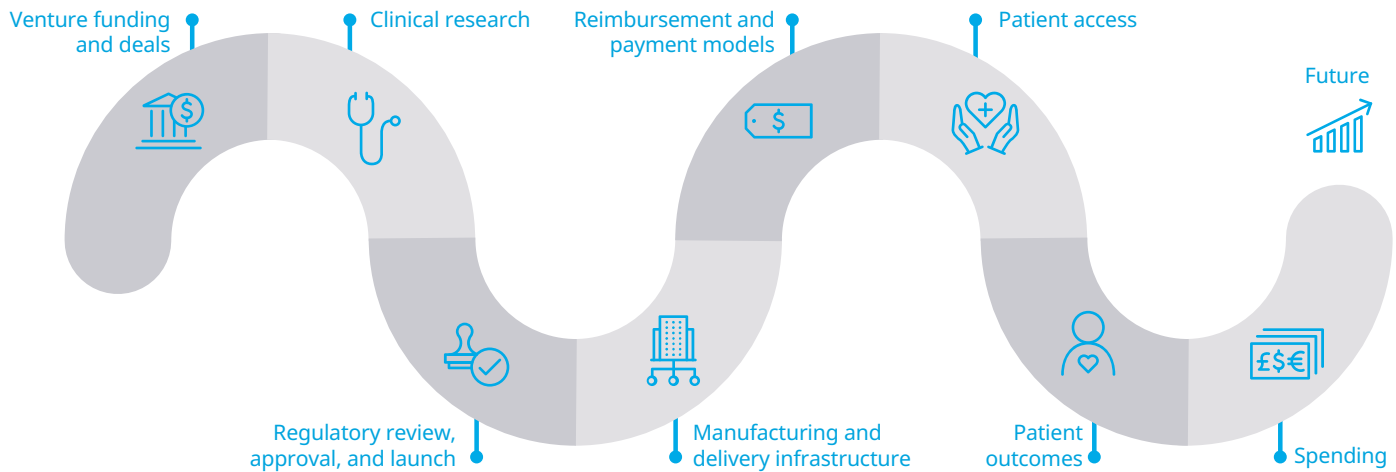 Venture funding
and deals
Clinical research
Regulatory review,
approval, and launch
Manufacturing and
delivery infrastructure
Reimbursement and
payment models
Patient access
Patient
outcomes
Spending
Future
$
$
£$€